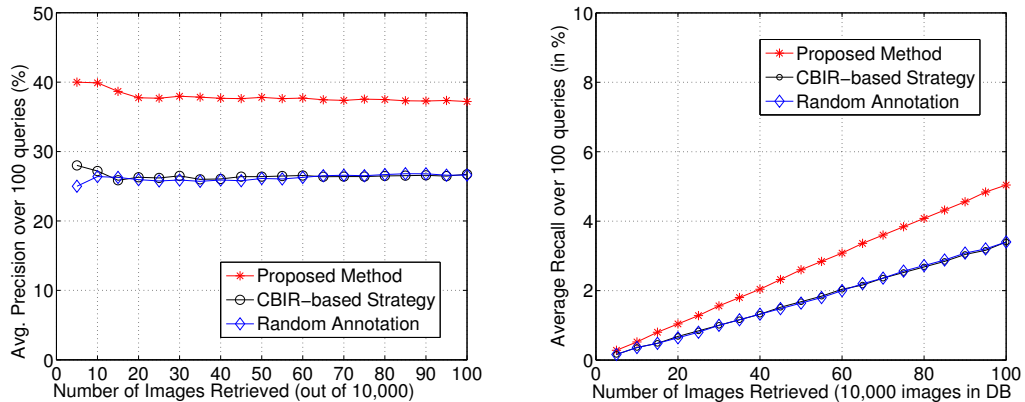 50
40
30
20
10
0
0 10 20 30 40 50 60 70 80 90 100
Avg. Precision over 100 queries (%)
Number of Images Retrieved (out of 10,000)
Proposed Method
CBIR-based Strategy
Random Annotation
10
8
6
4
2
0
0 20 40 60 80 100
Average Recall over 100 queries (in %)
Number of Images Retrieved (10,000 images in DB
Proposed Method
CBIR-based Strategy
Random Annotation